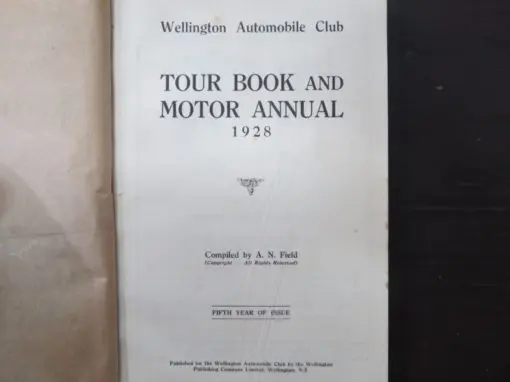 Wellington Automobile Club
TOUR BOOK AND
MOTOR ANNUAL
1928
Compiled by A. N. Field
(Copyright All Rights Reserved)
FIFTH YEAR OF ISSUE
Published for the Wellington Automobile Club by the Wellington
Publishing Company Limited, Wellington, N.Z